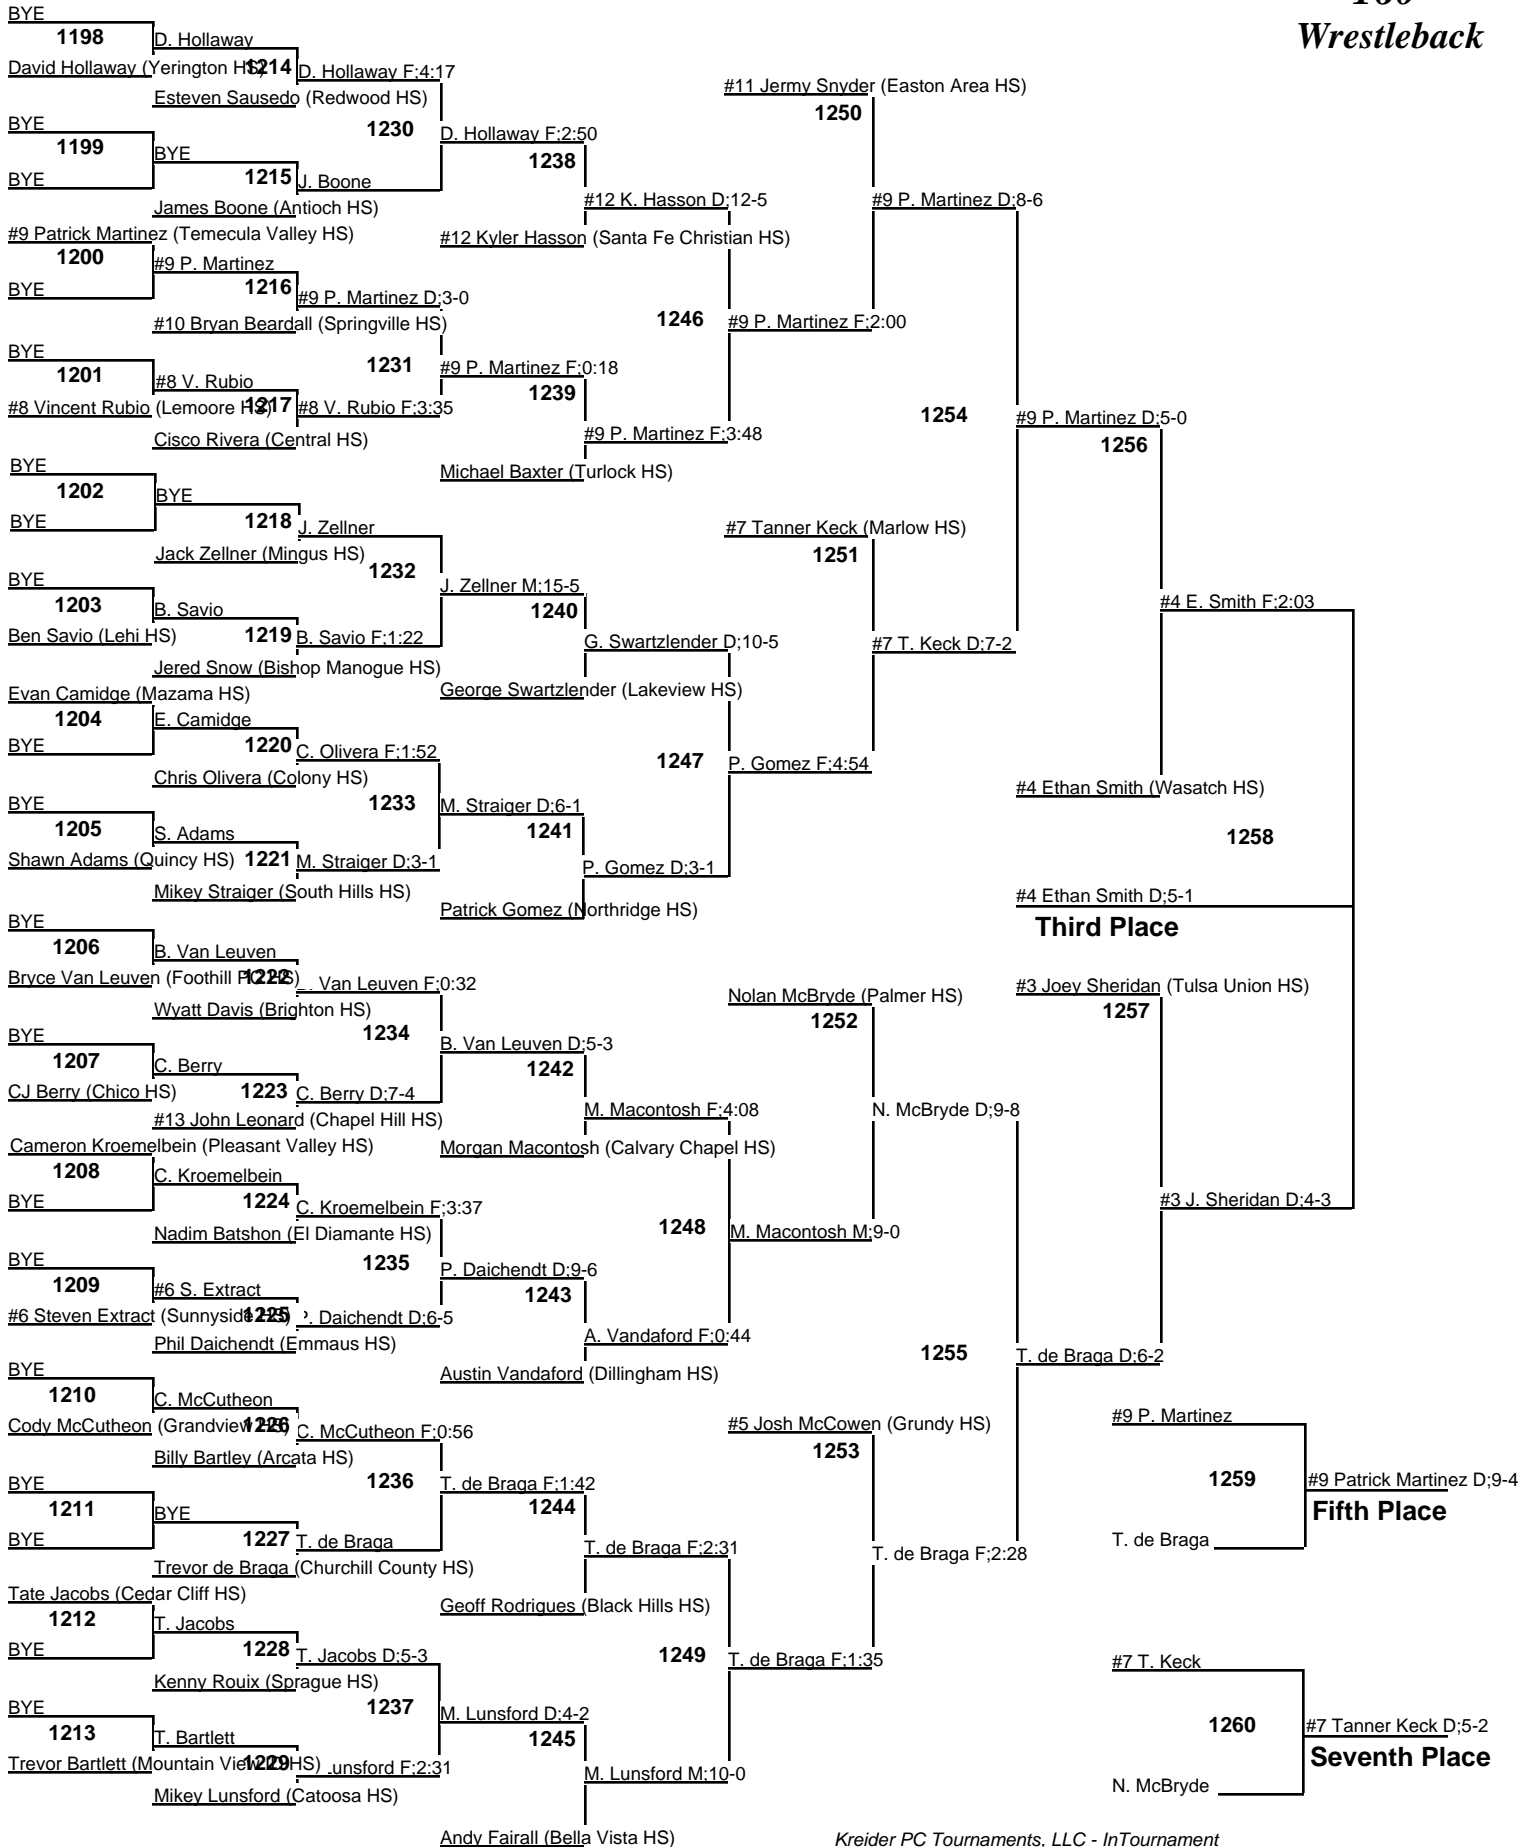 Wrestleback
BYE
1198
D. Hollaway
David Hollaway (Yerington HS)
1214
D. Hollaway F;4:17
Esteven Sausedo (Redwood HS)
1230
BYE
1199
BYE
BYE
1215
J. Boone
James Boone (Antioch HS)
D. Hollaway F;2:50
1238
#12 K. Hasson D;12-5
#12 Kyler Hasson (Santa Fe Christian HS)
#9 Patrick Martinez (Temecula Valley HS)
1200
#9 P. Martinez
BYE
1216
#9 P. Martinez D;3-0
#10 Bryan Beardall (Springville HS)
1231
BYE
1201
#8 V. Rubio
#8 Vincent Rubio (Lemoore HS)
1217
#8 V. Rubio F;3:35
Cisco Rivera (Central HS)
#9 P. Martinez F;0:18
1239
#9 P. Martinez F;3:48
Michael Baxter (Turlock HS)
1246
#9 P. Martinez F;2:00
#11 Jermy Snyder (Easton Area HS)
1250
#9 P. Martinez D;8-6
BYE
1202
BYE
BYE
1218
J. Zellner
Jack Zellner (Mingus HS)
1232
BYE
1203
B. Savio
Ben Savio (Lehi HS)
1219
B. Savio F;1:22
Jered Snow (Bishop Manogue HS)
J. Zellner M;15-5
1240
G. Swartzlender D;10-5
George Swartzlender (Lakeview HS)
Evan Camidge (Mazama HS)
1204
E. Camidge
BYE
1220
C. Olivera F;1:52
Chris Olivera (Colony HS)
1233
BYE
1205
S. Adams
Shawn Adams (Quincy HS)
1221
M. Straiger D;3-1
Mikey Straiger (South Hills HS)
M. Straiger D;6-1
1241
P. Gomez D;3-1
Patrick Gomez (Northridge HS)
1247
P. Gomez F;4:54
#7 Tanner Keck (Marlow HS)
1251
#7 T. Keck D;7-2
1254
#9 P. Martinez D;5-0
1256
#4 E. Smith F;2:03
#4 Ethan Smith (Wasatch HS)
1258
#4 Ethan Smith D;5-1
Third Place
BYE
1206
B. Van Leuven
Bryce Van Leuven (Foothill
1222
Van Leuven F;0:32
Wyatt Davis (Brighton HS)
1234
BYE
1207
C. Berry
CJ Berry (Chico HS)
1223
C. Berry D;7-4
#13 John Leonard (Chapel Hill HS)
B. Van Leuven D;5-3
1242
M. Macontosh F;4:08
Morgan Macontosh (Calvary Chapel HS)
Cameron Kroemelbein (Pleasant Valley HS)
1208
C. Kroemelbein
BYE
1224
C. Kroemelbein F;3:37
Nadim Batshon (El Diamante HS)
1235
BYE
1209
#6 S. Extract
#6 Steven Extract (Sunnyside HS)
1225
P. Daichendt D;6-5
Phil Daichendt (Emmaus HS)
P. Daichendt D;9-6
1243
A. Vandaford F;0:44
Austin Vandaford (Dillingham HS)
1248
M. Macontosh M;9-0
Nolan McBryde (Palmer HS)
1252
N. McBryde D;9-8
BYE
1210
C. McCutheon
Cody McCutheon (Grandview HS)
1226
C. McCutheon F;0:56
Billy Bartley (Arcata HS)
1236
BYE
1211
BYE
BYE
1227
T. de Braga
Trevor de Braga (Churchill County HS)
T. de Braga F;1:42
1244
T. de Braga F;2:31
Geoff Rodrigues (Black Hills HS)
Tate Jacobs (Cedar Cliff HS)
1212
T. Jacobs
BYE
1228
T. Jacobs D;5-3
Kenny Rouix (Sprague HS)
1237
BYE
1213
T. Bartlett
Trevor Bartlett (Mountain View HS)
1229
Lunsford F;2:31
Mikey Lunsford (Catoosa HS)
M. Lunsford D;4-2
1245
M. Lunsford M;10-0
Andy Fairall (Bella Vista HS)
1249
T. de Braga F;1:35
#5 Josh McCowen (Grundy HS)
1253
T. de Braga F;2:28
1255
T. de Braga D;6-2
#3 Joey Sheridan (Tulsa Union HS)
1257
#3 J. Sheridan D;4-3
#9 P. Martinez
1259
#9 Patrick Martinez D;9-4
Fifth Place
T. de Braga
#7 T. Keck
1260
#7 Tanner Keck D;5-2
Seventh Place
N. McBryde
Kreider PC Tournaments, LLC - InTournament